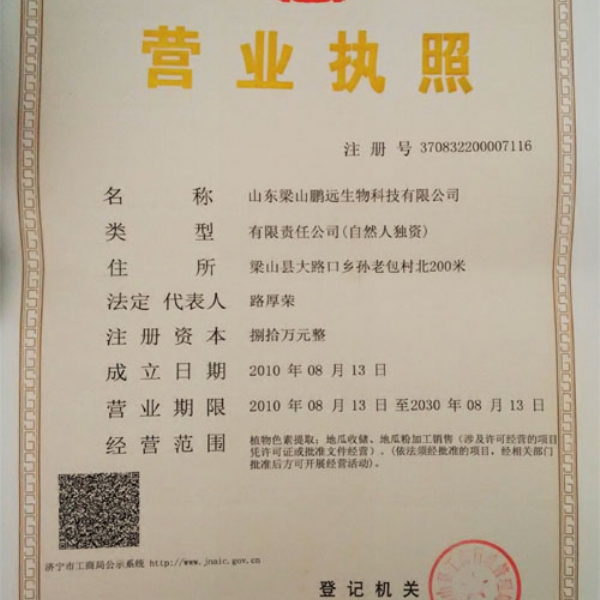 营业执照
注册号 370832200007116
名称 山东梁山鹏远生物科技有限公司
类型 有限责任公司(自然人独资)
住所 梁山县大路口乡孙老包村北200米
法定代表人 路厚荣
注册资本 捌拾万元整
成立日期 2010 年 08 月 13 日
营业期限 2010 年 08 月 13 日 至2030 年 08 月 13 日
经营范围 植物色素提取；地瓜收储、地瓜粉加工销售（涉及许可经营的项目
凭许可证或批准文件经营）。(依法须经批准的项目，经相关部门
批准后方可开展经营活动)。
济宁市工商局公示系统 http://www.jnaic.gov.cn
登记机关